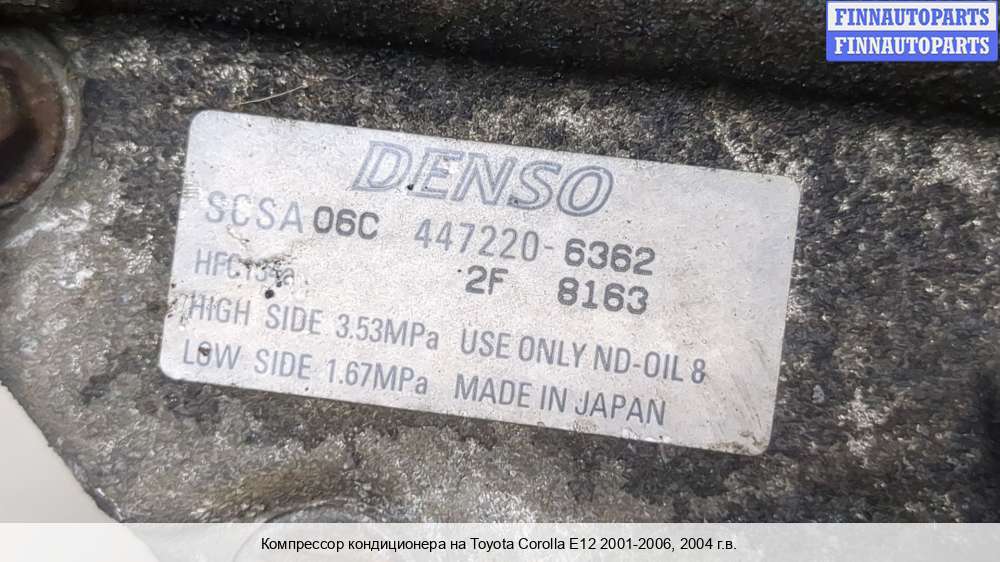 FINNAUTOPARTS
FINNAUTOPARTS
DENSO
SCSA 06C 447220-6362
HFC134a 2F 8163
HIGH SIDE 3.53MPa USE ONLY ND-OIL 8
LOW SIDE 1.67MPa MADE IN JAPAN
Компрессор кондиционера на Toyota Corolla E12 2001-2006, 2004 г.в.